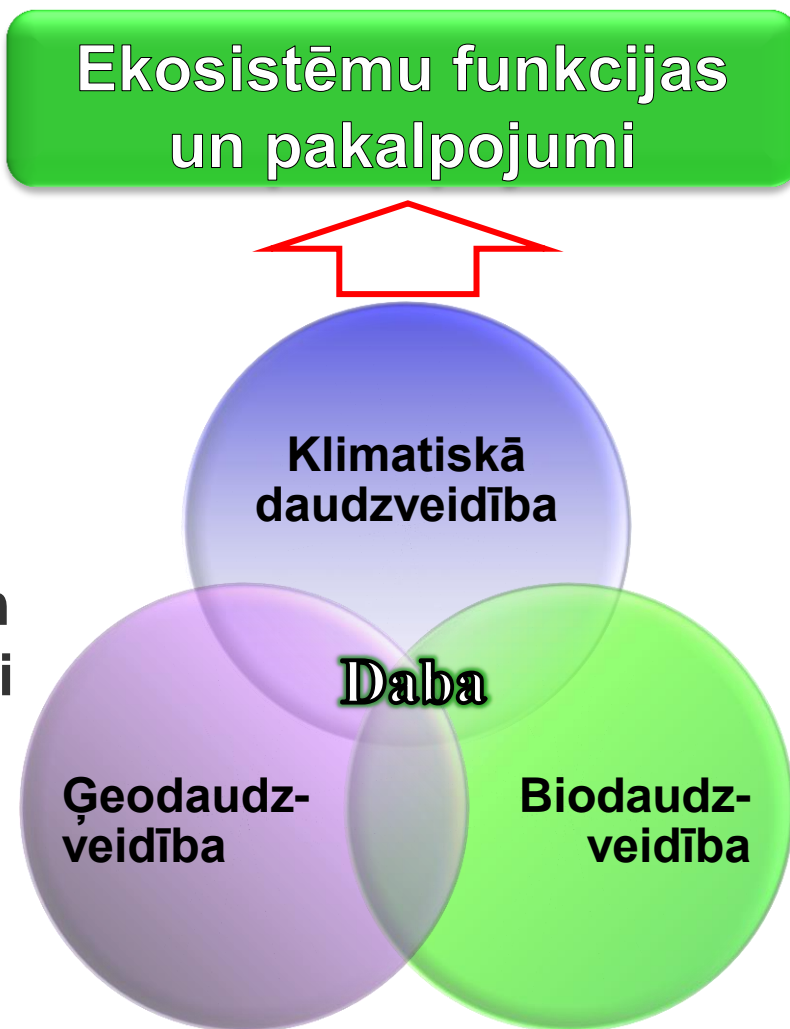 Ekosistēmu funkcijas
un pakalpojumi
Klimatiskā
daudzveidība
Daba
Ģeodaudz-
veidība
Biodaudz-
veidība